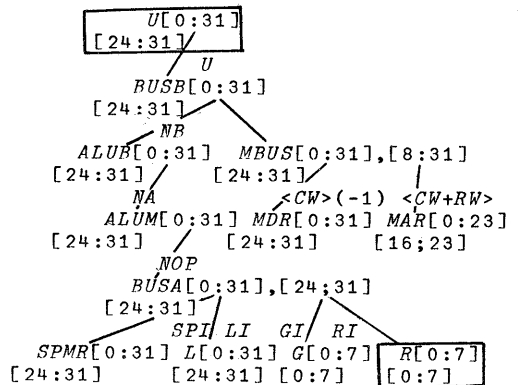 U[0:31]
[24:31]
U
BUSB[0:31]
[24:31]
NB
ALUB[0:31] MBUS[0:31],[8:31]
[24:31] [24:31]
NA <CW>(-1) <CW+RW>
ALUM[0:31] MDR[0:31] MAR[0:23]
[24:31] [24:31] [16;23]
NOP
BUSA[0:31],[24;31]
[24:31]
SPI LI GI RI
SPMR[0:31] L[0:31] G[0:7] R[0:7]
[24:31] [24:31] [0:7] [0:7]